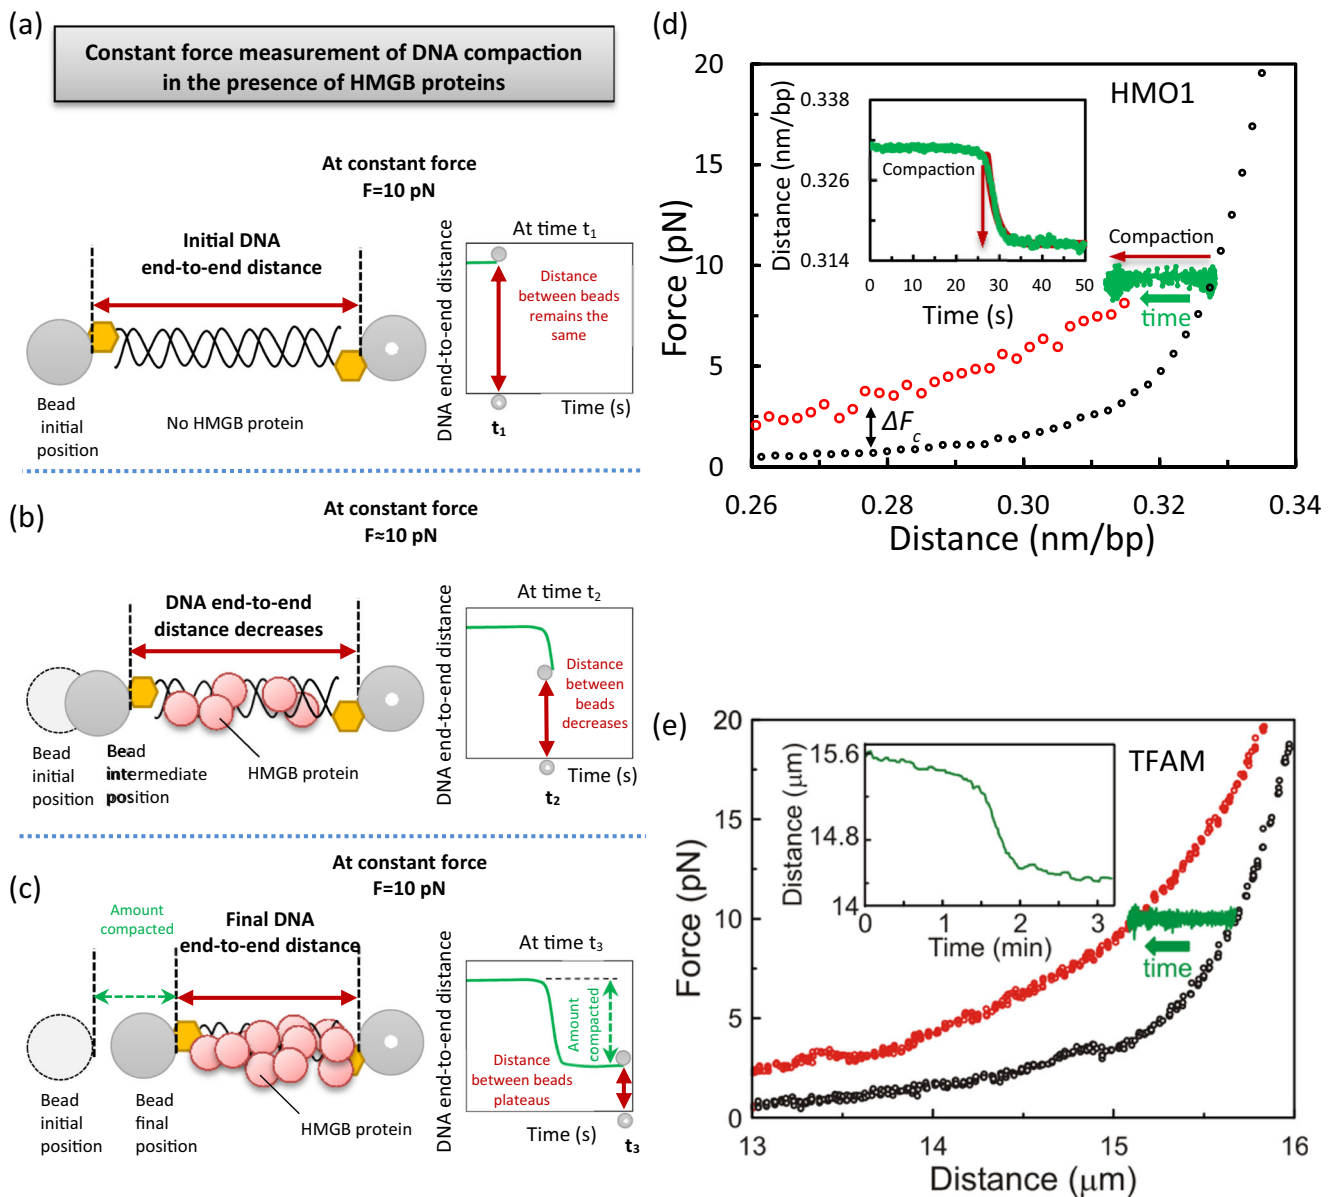 (a)
Constant force measurement of DNA compaction
in the presence of HMGB proteins
At constant force
F=10 pN
Initial DNA
end-to-end distance
Bead
initial
position
No HMGB protein
DNA end-to-end distance
At time t₁
Distance
between beads
remains the
same
Time (s)
t₁
(b)
At constant force
F≈10 pN
DNA end-to-end
distance decreases
Bead
initial
position
Bead
intermediate
position
HMGB protein
DNA end-to-end distance
At time t₂
Distance
between
beads
decreases
Time (s)
t₂
(c)
At constant force
F=10 pN
Amount
compacted
Final DNA
end-to-end distance
Bead
initial
position
Bead
final
position
HMGB protein
DNA end-to-end distance
At time t₃
Amount
compacted
Distance
between beads
plateaus
Time (s)
t₃
(d)
HMO1
Force (pN)
20
15
10
5
0
0.26
0.28
0.30
0.32
0.34
Distance (nm/bp)
Distance (nm/bp)
0.338
0.326
0.314
Compaction
0
10
20
30
40
50
Time (s)
Compaction
time
ΔF꜀
(e)
TFAM
Force (pN)
20
15
10
5
0
13
14
15
16
Distance (μm)
Distance (μm)
15.6
14.8
14
0
1
2
3
Time (min)
time